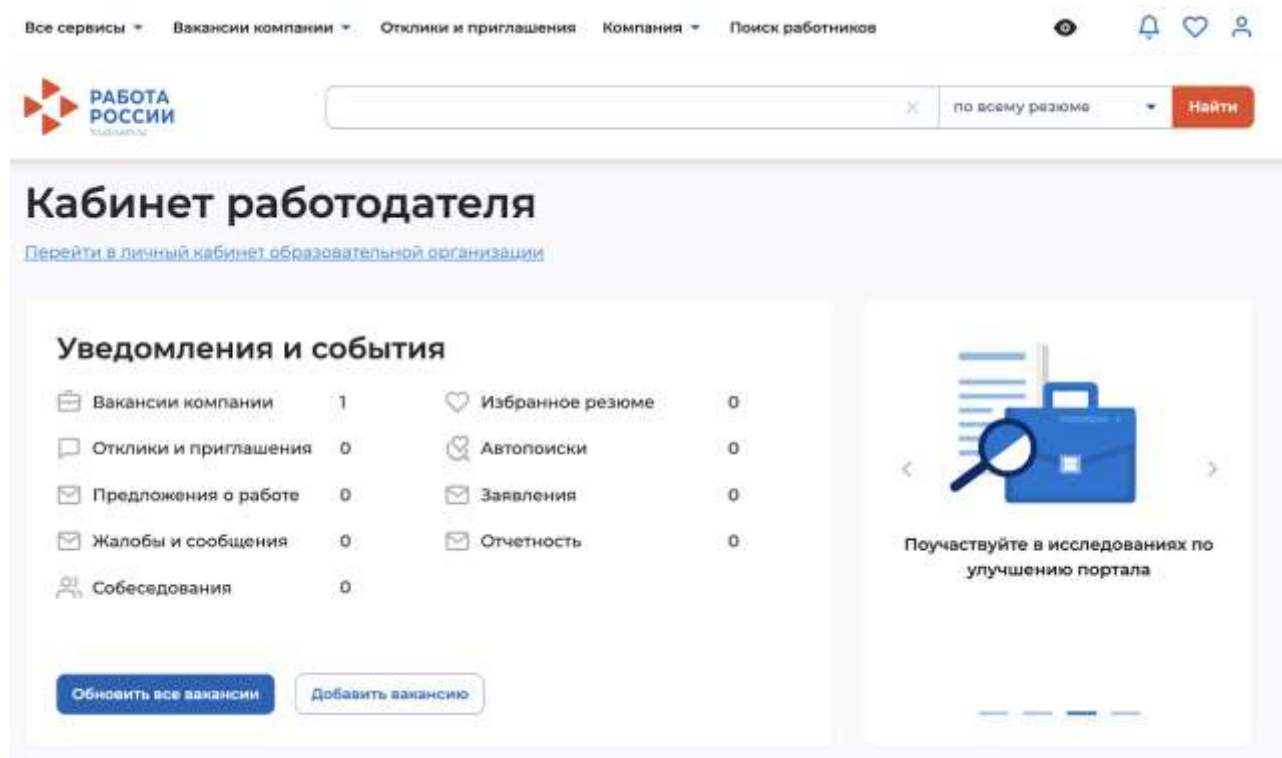 Все сервисы Вакансии компании Отклики и приглашения Компания Поиск работников
РАБОТА
РОССИИ
trudvsem.ru
по всему резюме Найти
Кабинет работодателя
Перейти в личный кабинет образовательной организации
Уведомления и события
Вакансии компании 1 Избранное резюме 0
Отклики и приглашения 0 Автопоиски 0
Предложения о работе 0 Заявления 0
Жалобы и сообщения 0 Отчетность 0
Собеседования 0
Поучаствуйте в исследованиях по
улучшению портала
Обновить все вакансии Добавить вакансию